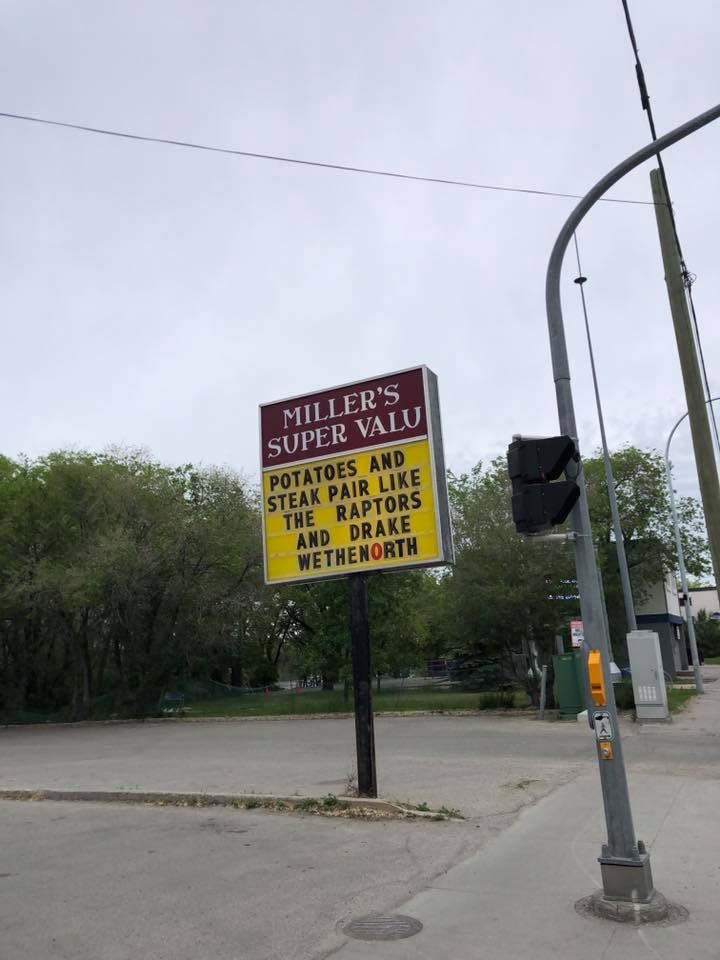 MILLER'S
SUPER VALU
POTATOES AND
STEAK PAIR LIKE
THE RAPTORS
AND DRAKE
WETHENORTH